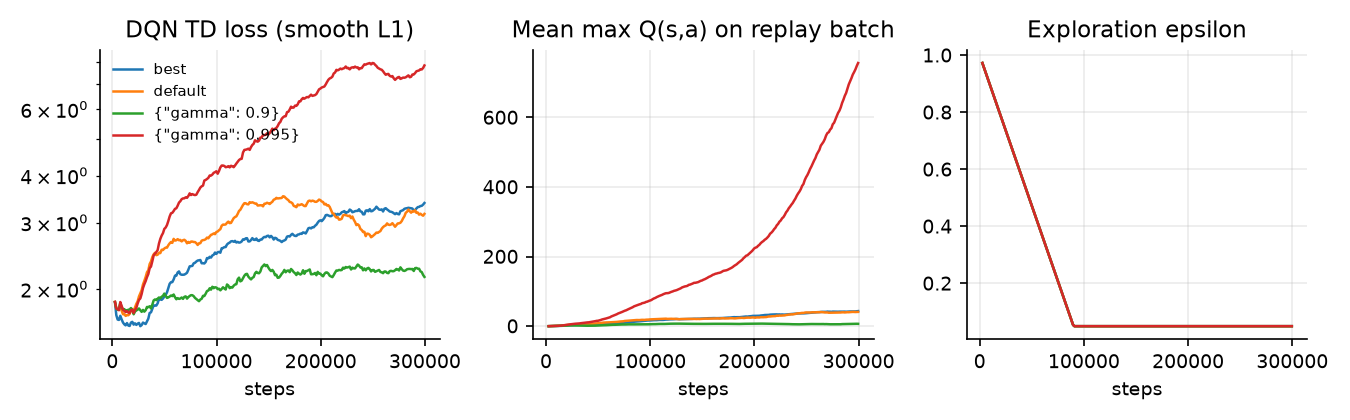 DQN TD loss (smooth L1)
best
default
{"gamma": 0.9}
{"gamma": 0.995}
6 × 10⁰
4 × 10⁰
3 × 10⁰
2 × 10⁰
0 100000 200000 300000
steps
Mean max Q(s,a) on replay batch
600
400
200
0
0 100000 200000 300000
steps
Exploration epsilon
1.0
0.8
0.6
0.4
0.2
0 100000 200000 300000
steps